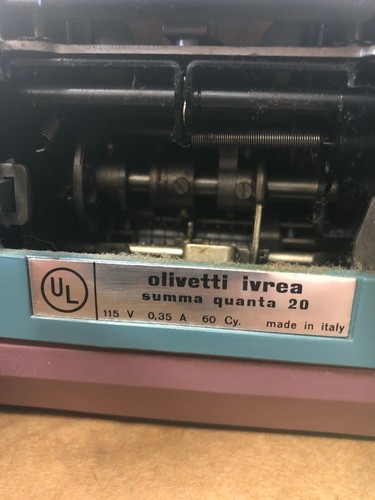 UL
olivetti ivrea
summa quanta 20
115 V 0,35 A 60 Cy. made in italy